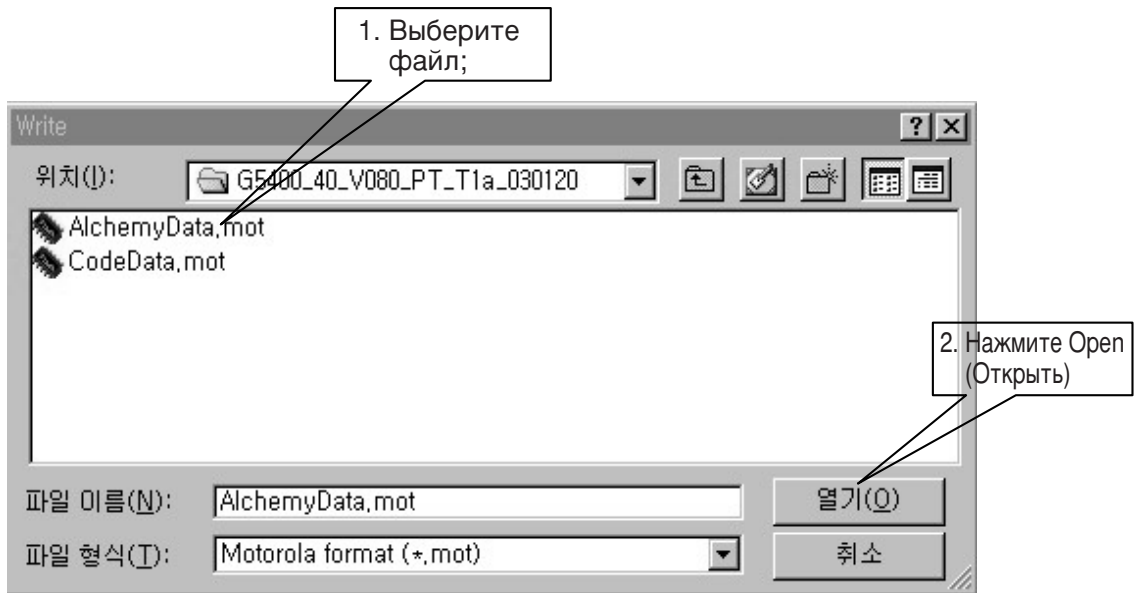 1. Выберите
файл;
Write
위치(I):
G5400_40_V080_PT_T1a_030120
AlchemyData.mot
CodeData.mot
2. Нажмите Open
(Открыть)
파일 이름(N):
AlchemyData.mot
열기(O)
파일 형식(T):
Motorola format (*.mot)
취소